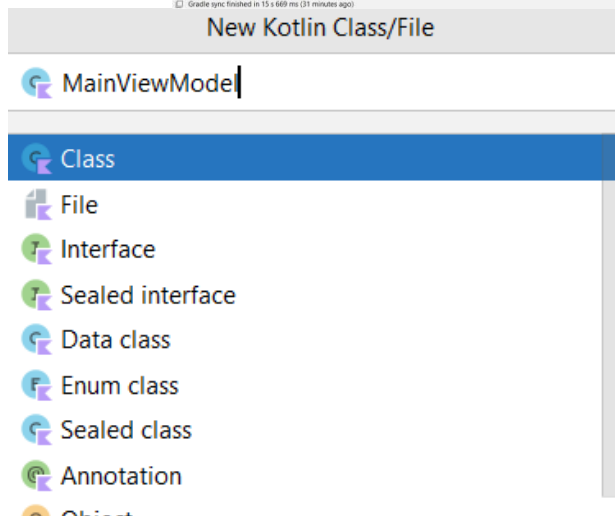 Gradle sync finished in 15 s 669 ms (31 minutes ago)
New Kotlin Class/File
MainViewModel
Class
File
Interface
Sealed interface
Data class
Enum class
Sealed class
Annotation
Object